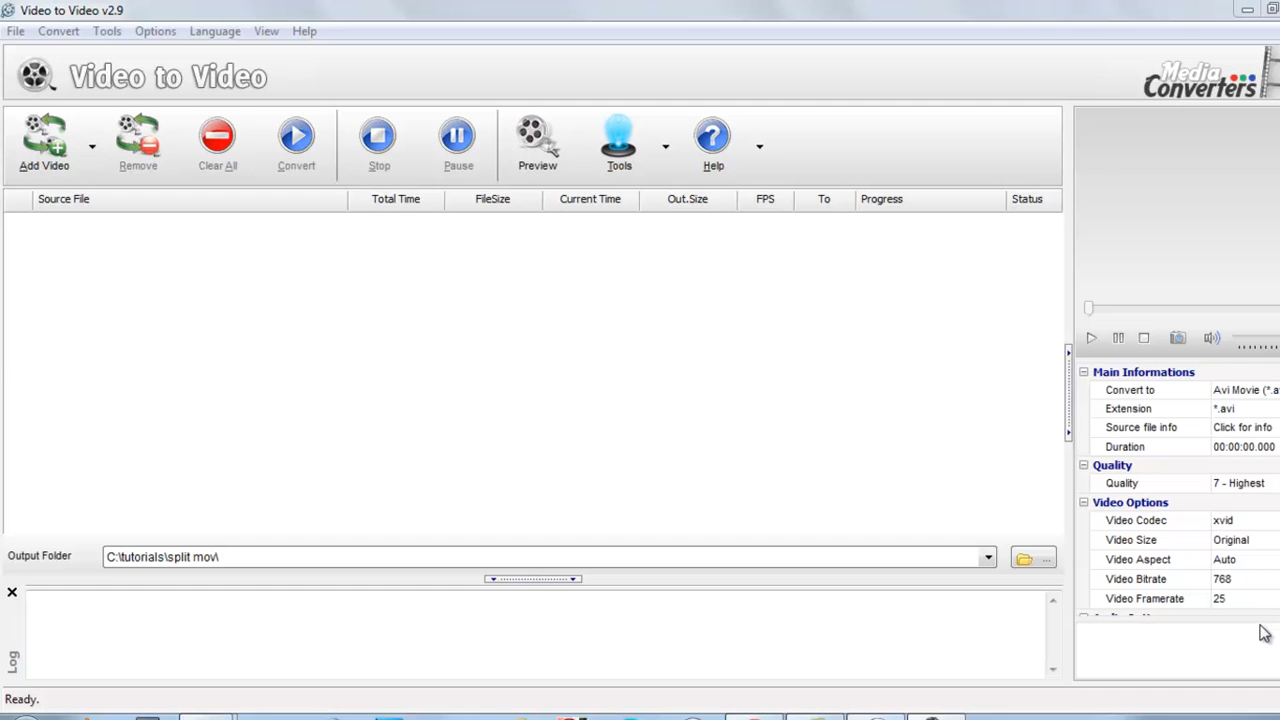 Video to Video v2.9
File Convert Tools Options Language View Help
Video to Video
Media
Converters
Add Video Remove Clear All Convert Stop Pause Preview Tools Help
Source File Total Time FileSize Current Time Out.Size FPS To Progress Status
Main Informations
Convert to Avi Movie (*.a
Extension *.avi
Source file info Click for info
Duration 00:00:00.000
Quality
Quality 7 - Highest
Video Options
Video Codec xvid
Video Size Original
Video Aspect Auto
Video Bitrate 768
Video Framerate 25
Output Folder C:\tutorials\split mov\
...
Log
Ready.